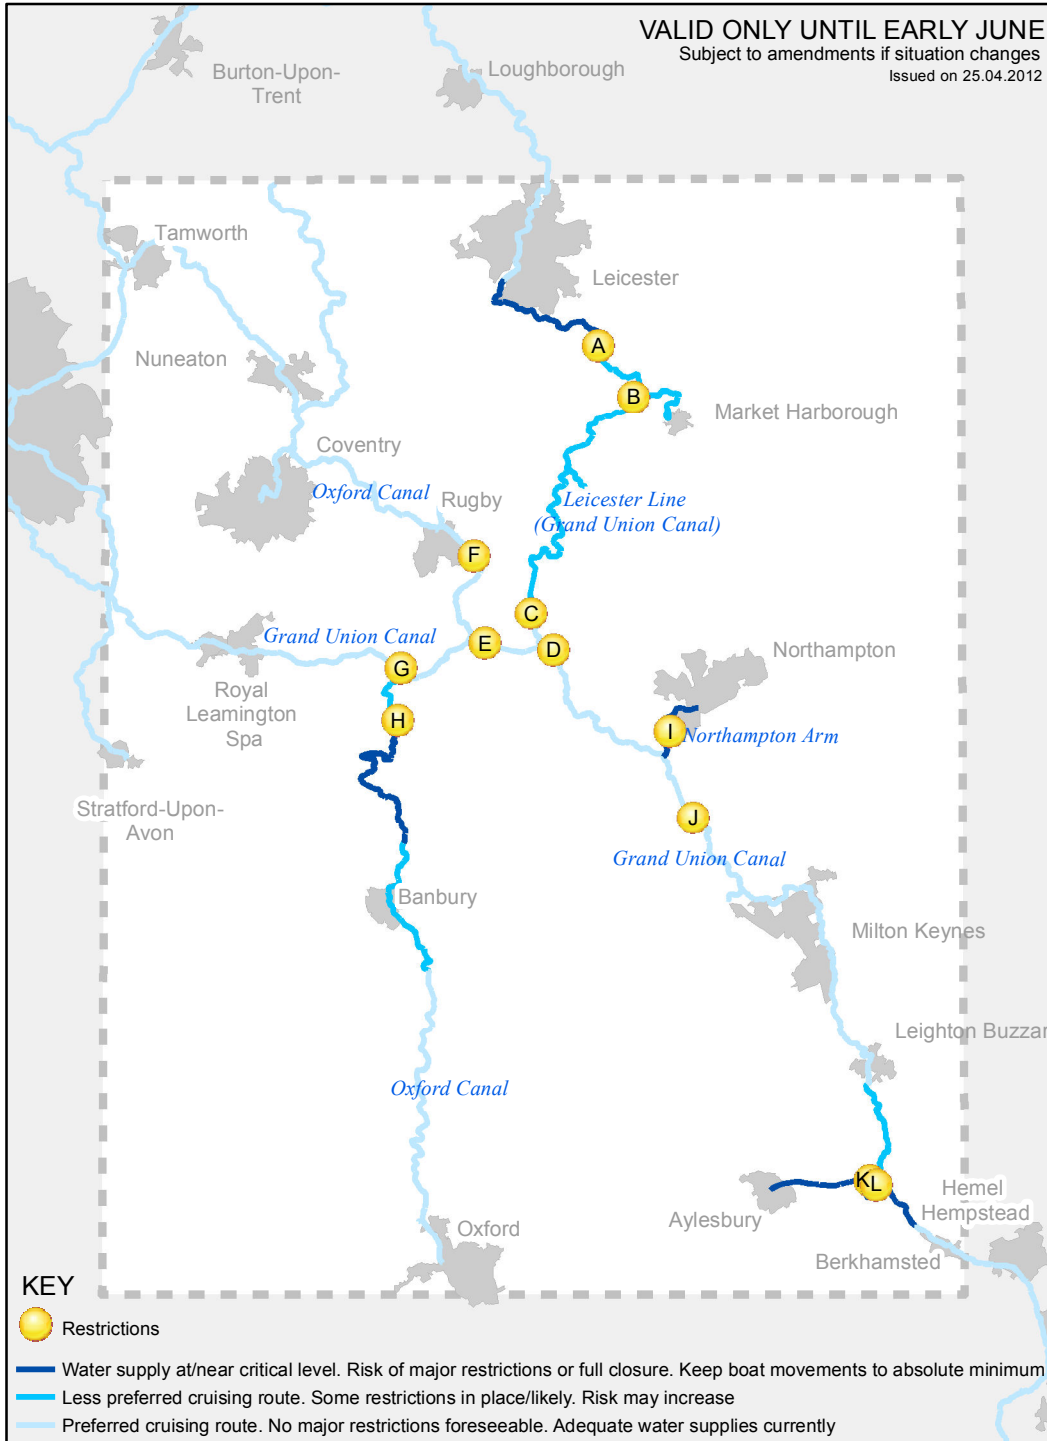 VALID ONLY UNTIL EARLY JUNE
Subject to amendments if situation changes
Issued on 25.04.2012
Burton-Upon-
Trent
Loughborough
Tamworth
Leicester
Nuneaton
A
B
Market Harborough
Coventry
Oxford Canal
Rugby
Leicester Line
(Grand Union Canal)
F
C
Grand Union Canal
E
D
Northampton
G
Royal
Leamington
Spa
H
I
Northampton Arm
Stratford-Upon-
Avon
J
Grand Union Canal
Banbury
Milton Keynes
Leighton Buzzar
Oxford Canal
K
L
Hemel
Hempstead
Aylesbury
Oxford
Berkhamsted
KEY
Restrictions
Water supply at/near critical level. Risk of major restrictions or full closure. Keep boat movements to absolute minimum
Less preferred cruising route. Some restrictions in place/likely. Risk may increase
Preferred cruising route. No major restrictions foreseeable. Adequate water supplies currently